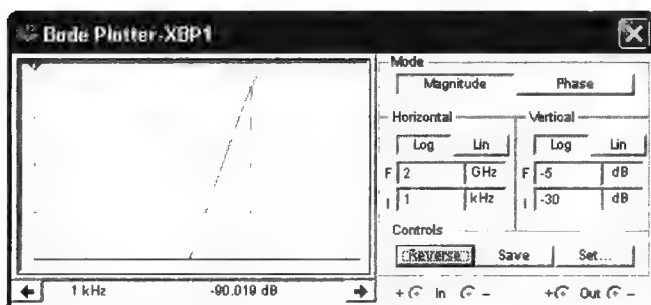 Bode Plotter-XBP1
Mode
Magnitude Phase
Horizontal Vertical
Log Lin Log Lin
F 2 GHz F -5 dB
I 1 kHz I -30 dB
Controls
Reverse Save Set...
1 kHz -90.019 dB
+ In - + Out -